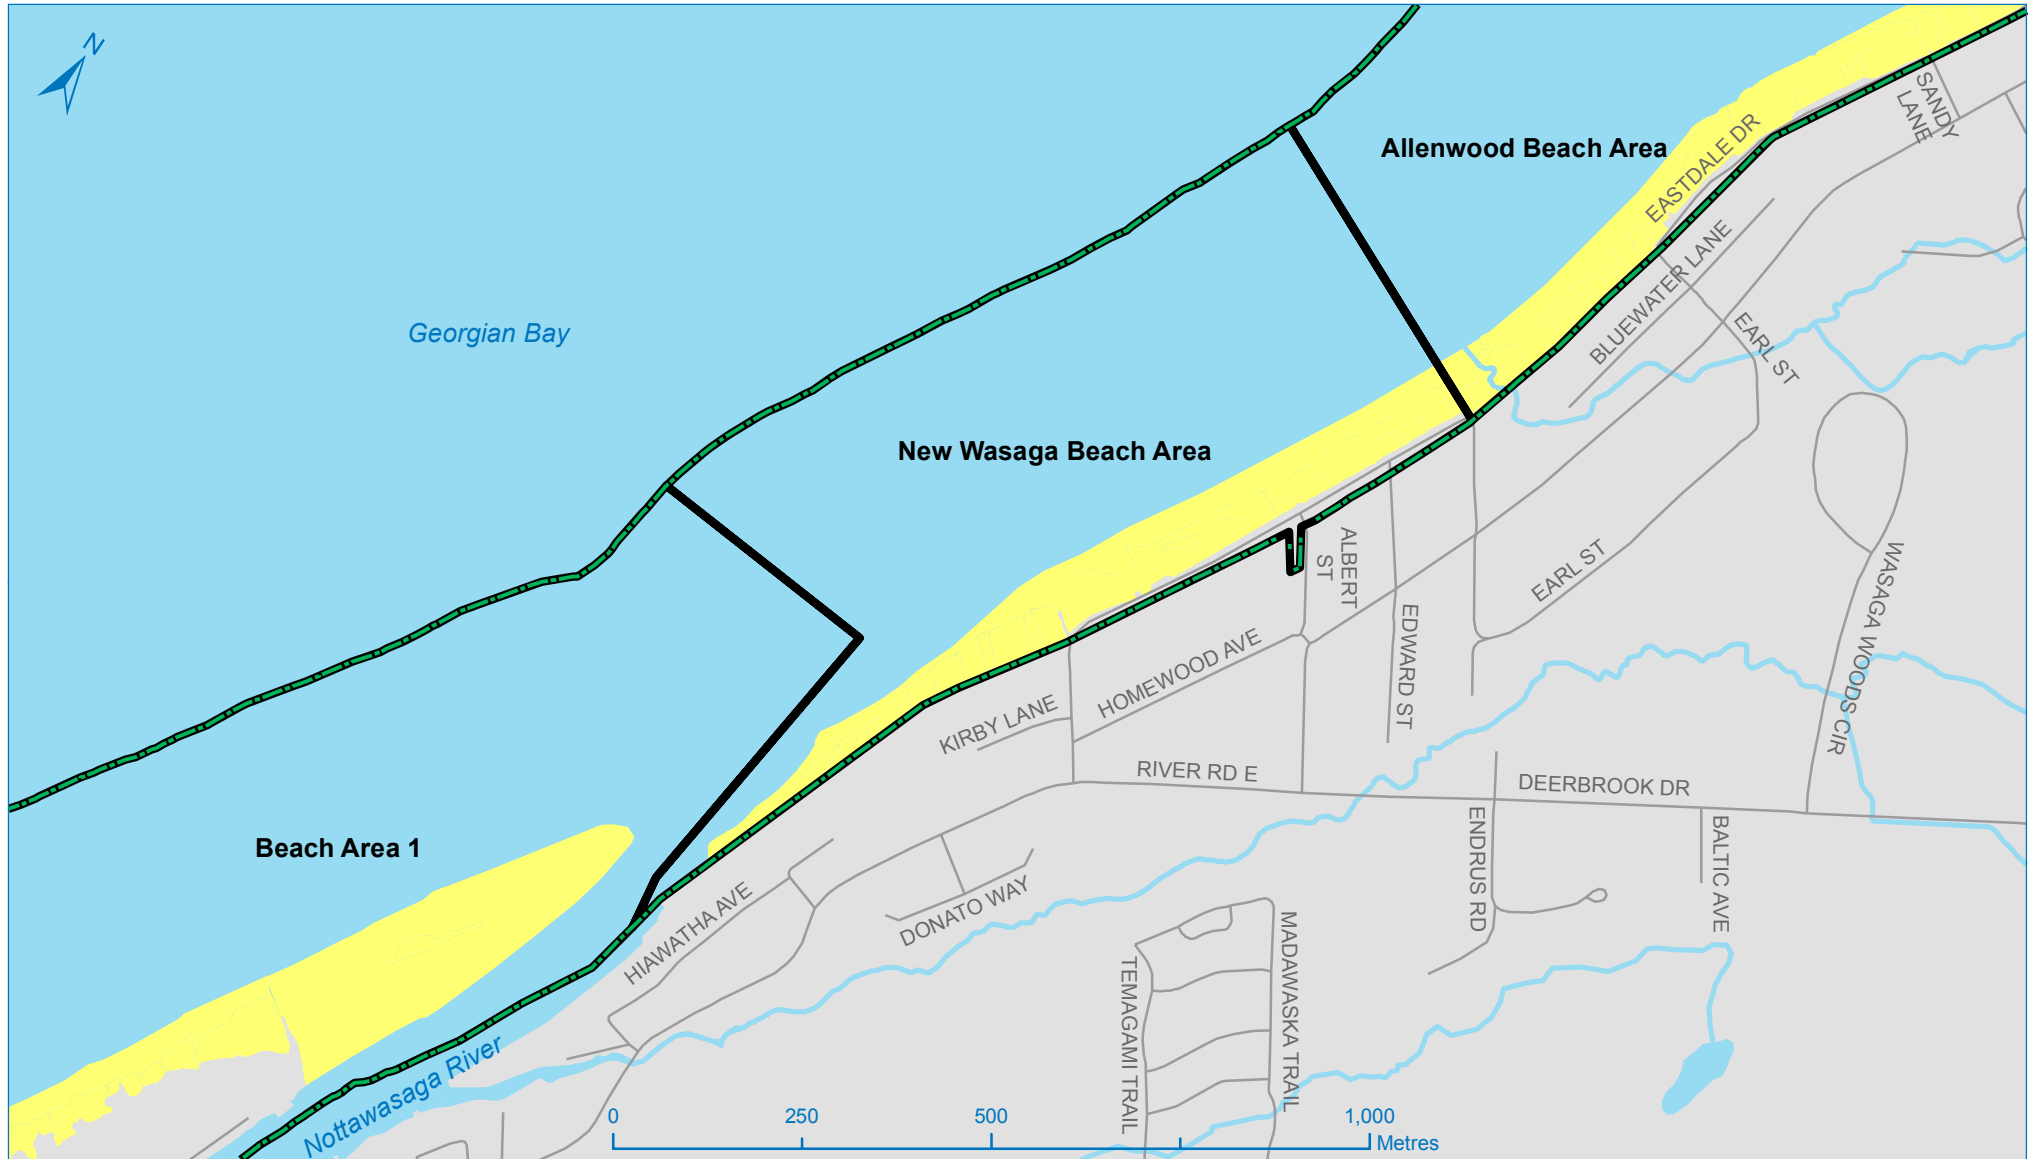 N
SANDY
LANE
Allenwood Beach Area
EASTDALE DR
BLUEWATER LANE
Georgian Bay
EARL ST
New Wasaga Beach Area
ALBERT
ST
EARL ST
WASAGA WOODS CIR
EDWARD ST
HOMEWOOD AVE
KIRBY LANE
RIVER RD E
DEERBROOK DR
Beach Area 1
ENDRUS RD
BALTIC AVE
HIAWATHA AVE
DONATO WAY
MADAWASKA TRAIL
TEMAGAMI TRAIL
Nottawasaga River
0 250 500 1,000
Metres